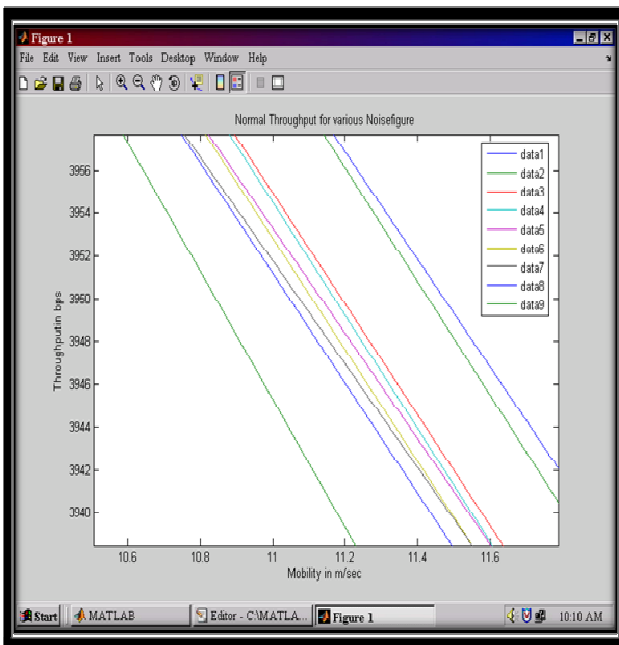 Figure 1
File Edit View Insert Tools Desktop Window Help
Normal Throughput for various Noisefigure
data1
data2
data3
data4
data5
data6
data7
data8
data9
3956
3954
3952
3950
3948
3946
3944
3942
3940
Throughputin bps
10.6 10.8 11 11.2 11.4 11.6
Mobility in m/sec
Start MATLAB Editor - C:\MATLA... Figure 1 10:10 AM